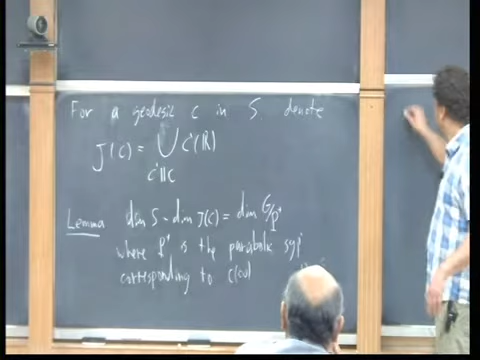 For a geodesic c in S denote
J(c) = ⋃ c'(ℝ)
c'∥c
Lemma dim S - dim J(c) = dim G/P⁺
where P⁺ is the parabolic sgp
corresponding to c(∞)